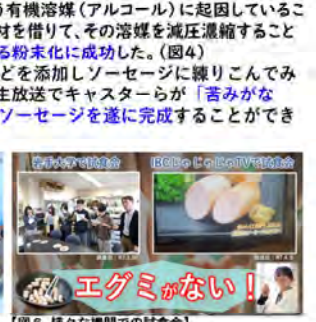 う有機溶媒（アルコール）に起因しているこ
材を借りて、その溶媒を減圧濃縮すること
る粉末化に成功した。（図4）
どを添加しソーセージに練りこんでみ
生放送でキャスターらが「苦みがな
ソーセージを遂に完成することができ
岩手大学で試食会
IBCじゃじゃじゃTVで試食会
エグミがない！
【図6 様々な機関での試食会】